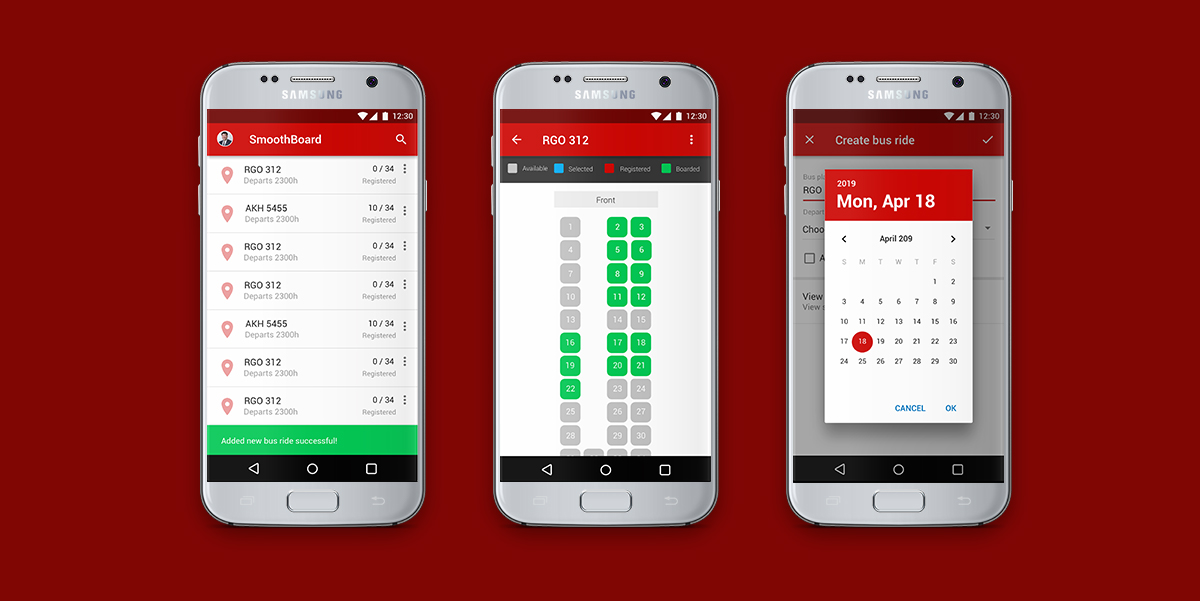 SAMSUNG
12:30
SmoothBoard
RGO 312
0 / 34
Departs 2300h
Registered
AKH 5455
10 / 34
Departs 2300h
Registered
RGO 312
0 / 34
Departs 2300h
Registered
RGO 312
0 / 34
Departs 2300h
Registered
AKH 5455
10 / 34
Departs 2300h
Registered
RGO 312
0 / 34
Departs 2300h
Registered
RGO 312
0 / 34
Departs 2300h
Registered
Added new bus ride successful!
SAMSUNG
12:30
RGO 312
Available Selected Registered Boarded
Front
1 2 3
4 5 6
7 8 9
10 11 12
13 14 15
16 17 18
19 20 21
22 23 24
25 26 27
28 29 30
SAMSUNG
12:30
Create bus ride
Bus pla
RGO
Depart
Choo
A
View
View s
2019
Mon, Apr 18
April 209
S M T W T F S
1 2
3 4 5 6 7 8 9
10 11 12 13 14 15 16
17 18 19 20 21 22 23
24 25 26 27 28 29 30
CANCEL OK